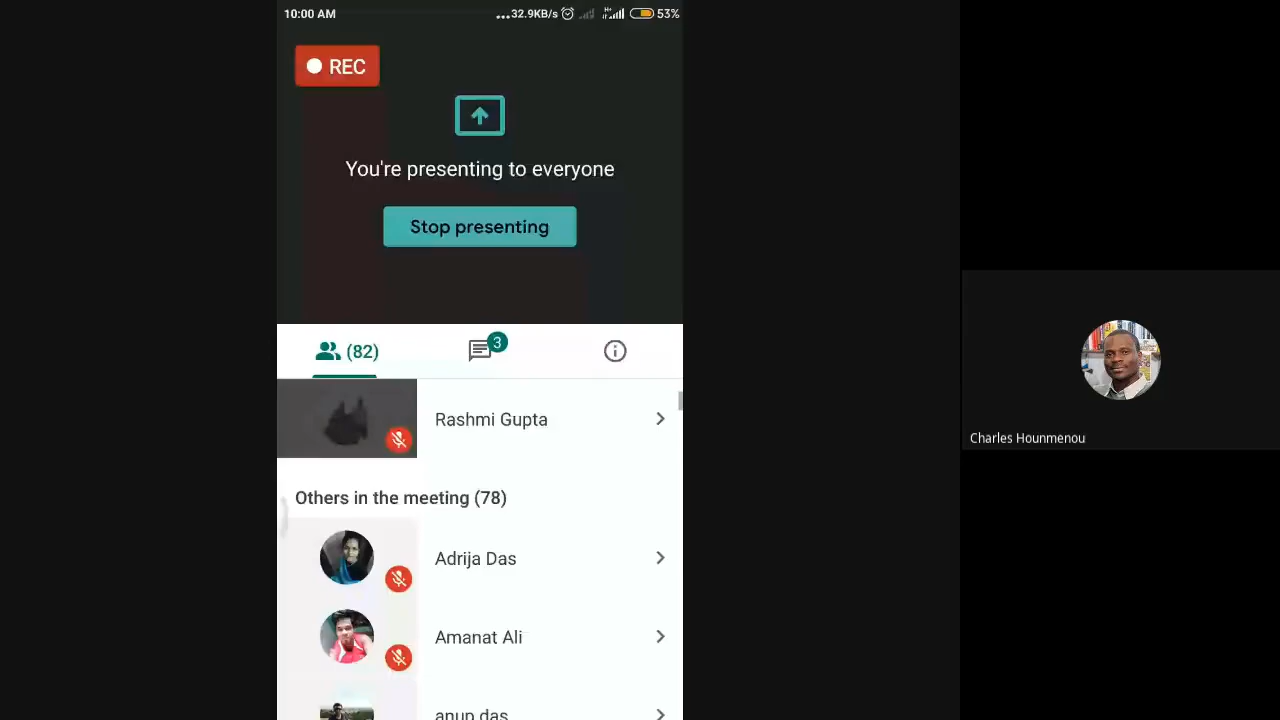 10:00 AM
...32.9KB/s
53%
REC
You're presenting to everyone
Stop presenting
(82)
3
Rashmi Gupta
Others in the meeting (78)
Adrija Das
Amanat Ali
anup das
Charles Hounmenou